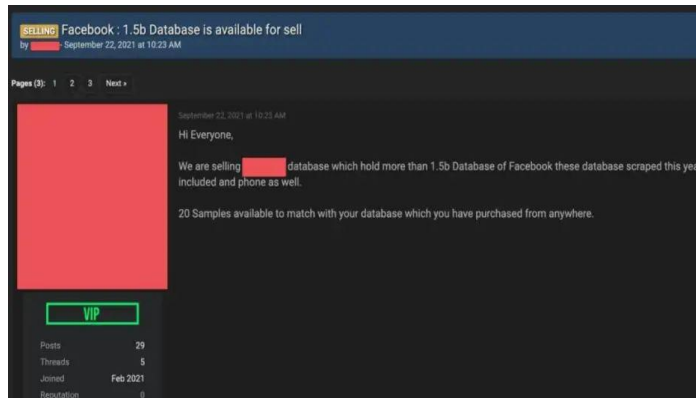 SELLING Facebook : 1.5b Database is available for sell
by - September 22, 2021 at 10:23 AM
Pages (3): 1 2 3 Next »
September 22, 2021 at 10:23 AM
Hi Everyone,
We are selling database which hold more than 1.5b Database of Facebook these database scraped this yea
included and phone as well.
20 Samples available to match with your database which you have purchased from anywhere.
VIP
Posts 29
Threads 5
Joined Feb 2021
Reputation 0